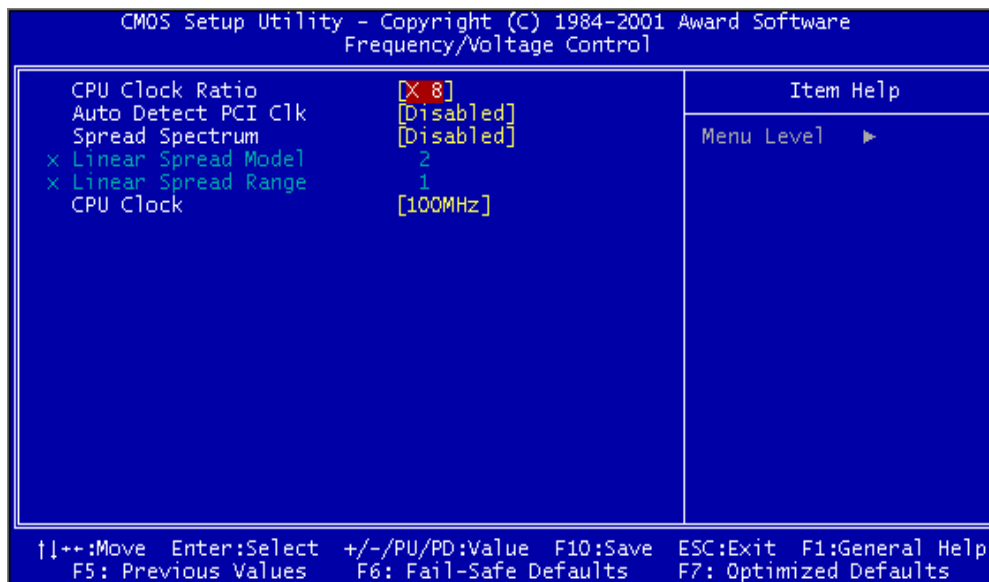 CMOS Setup Utility - Copyright (C) 1984-2001 Award Software
Frequency/Voltage Control
CPU Clock Ratio [X 8]
Auto Detect PCI Clk [Disabled]
Spread Spectrum [Disabled]
x Linear Spread Model 2
x Linear Spread Range 1
CPU Clock [100MHz]
Item Help
Menu Level ►
↑↓←→:Move Enter:Select +/-/PU/PD:Value F10:Save ESC:Exit F1:General Help
F5: Previous Values F6: Fail-Safe Defaults F7: Optimized Defaults